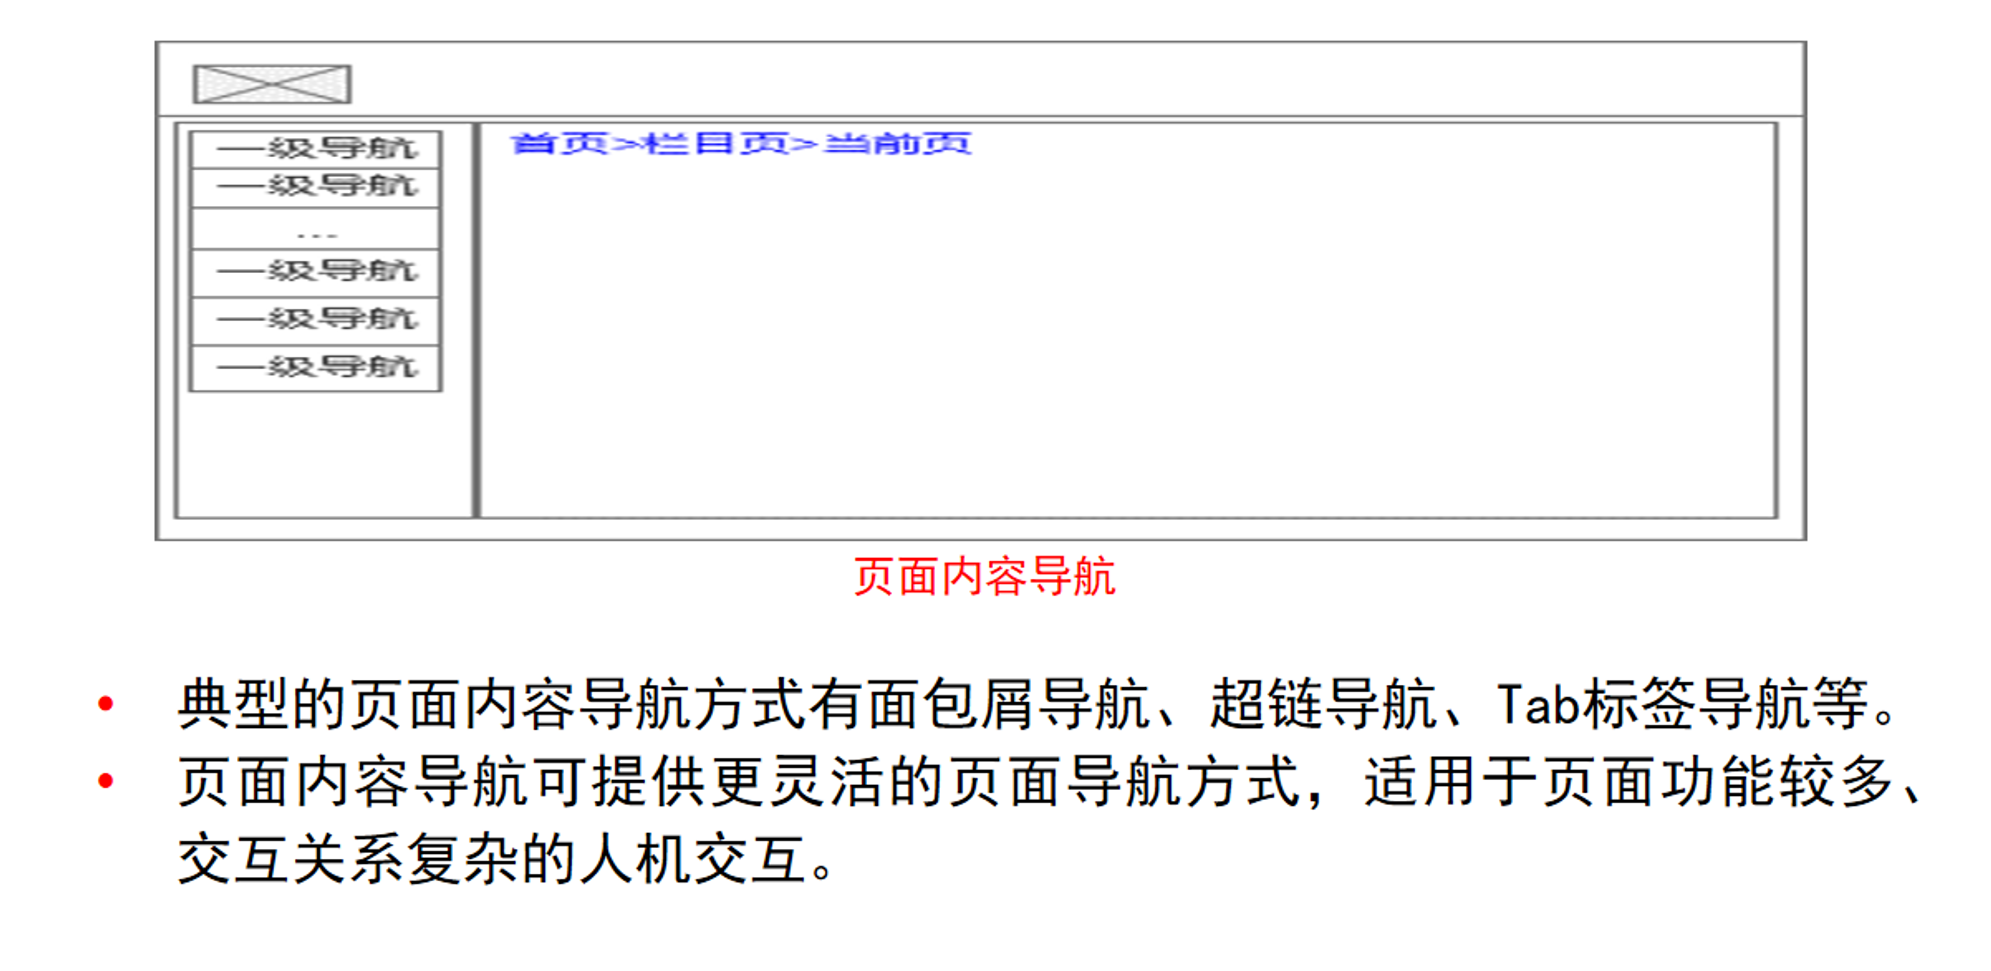 一级导航
首页>栏目页>当前页
一级导航
...
一级导航
一级导航
一级导航
页面内容导航
• 典型的页面内容导航方式有面包屑导航、超链导航、Tab标签导航等。
• 页面内容导航可提供更灵活的页面导航方式，适用于页面功能较多、
交互关系复杂的人机交互。